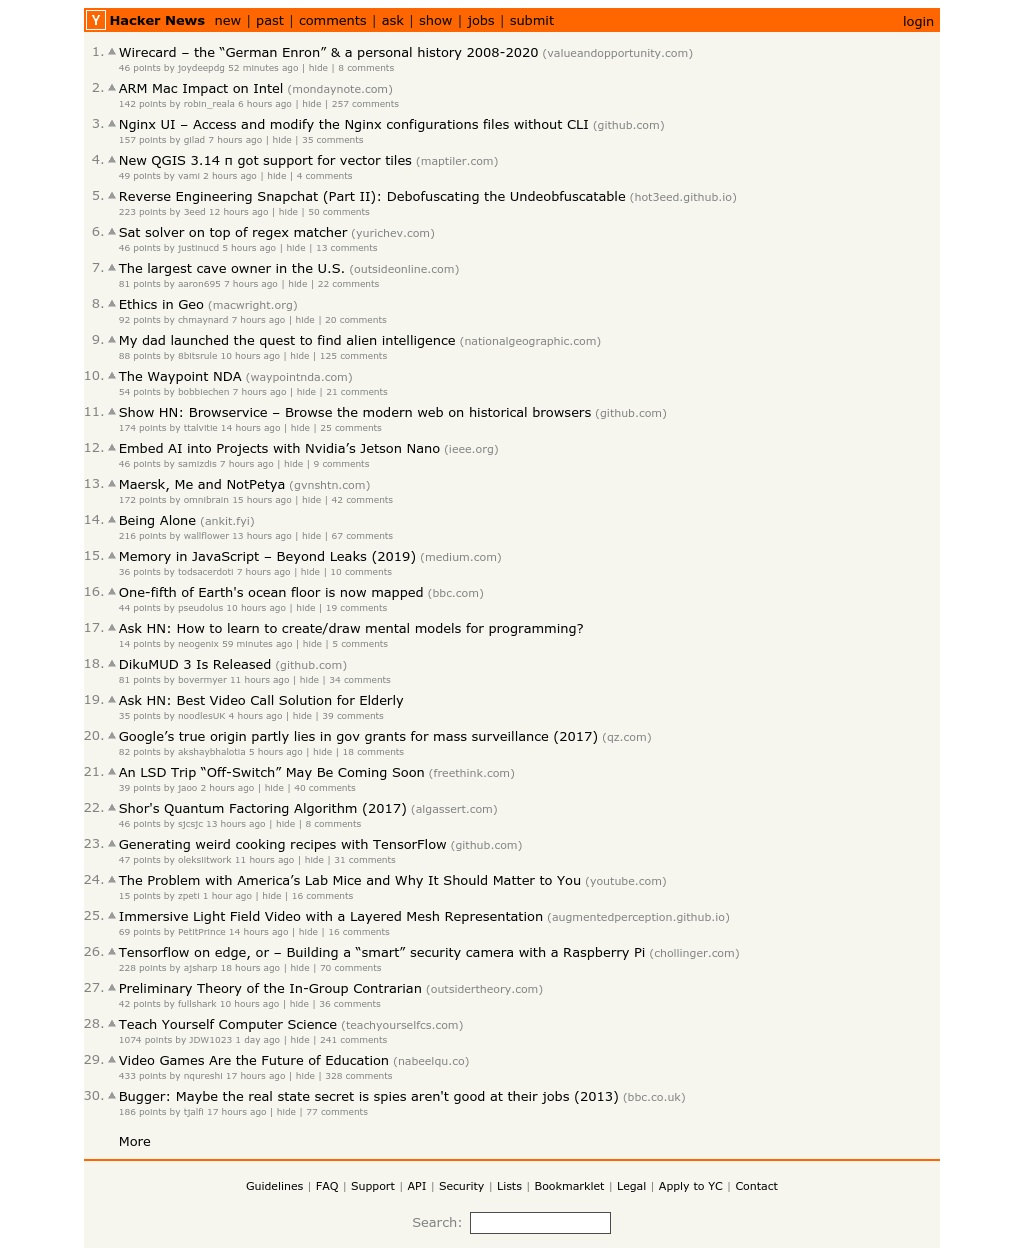 Y Hacker News new | past | comments | ask | show | jobs | submit login
1. Wirecard – the “German Enron” & a personal history 2008-2020 (valueandopportunity.com)
46 points by joydeepdg 52 minutes ago | hide | 8 comments
2. ARM Mac Impact on Intel (mondaynote.com)
142 points by robin_reala 6 hours ago | hide | 257 comments
3. Nginx UI – Access and modify the Nginx configurations files without CLI (github.com)
157 points by gilad 7 hours ago | hide | 35 comments
4. New QGIS 3.14 π got support for vector tiles (maptiler.com)
49 points by vami 2 hours ago | hide | 4 comments
5. Reverse Engineering Snapchat (Part II): Debofuscating the Undeobfuscatable (hot3eed.github.io)
223 points by 3eed 12 hours ago | hide | 50 comments
6. Sat solver on top of regex matcher (yurichev.com)
46 points by justinucd 5 hours ago | hide | 13 comments
7. The largest cave owner in the U.S. (outsideonline.com)
81 points by aaron695 7 hours ago | hide | 22 comments
8. Ethics in Geo (macwright.org)
92 points by chmaynard 7 hours ago | hide | 20 comments
9. My dad launched the quest to find alien intelligence (nationalgeographic.com)
88 points by 8bitsrule 10 hours ago | hide | 125 comments
10. The Waypoint NDA (waypointnda.com)
54 points by bobbiechen 7 hours ago | hide | 21 comments
11. Show HN: Browservice – Browse the modern web on historical browsers (github.com)
174 points by ttalvitie 14 hours ago | hide | 25 comments
12. Embed AI into Projects with Nvidia’s Jetson Nano (ieee.org)
46 points by samizdis 7 hours ago | hide | 9 comments
13. Maersk, Me and NotPetya (gvnshtn.com)
172 points by omnibrain 15 hours ago | hide | 42 comments
14. Being Alone (ankit.fyi)
216 points by wallflower 13 hours ago | hide | 67 comments
15. Memory in JavaScript – Beyond Leaks (2019) (medium.com)
36 points by todsacerdoti 7 hours ago | hide | 10 comments
16. One-fifth of Earth's ocean floor is now mapped (bbc.com)
44 points by pseudolus 10 hours ago | hide | 19 comments
17. Ask HN: How to learn to create/draw mental models for programming?
14 points by neogenix 59 minutes ago | hide | 5 comments
18. DikuMUD 3 Is Released (github.com)
81 points by bovermyer 11 hours ago | hide | 34 comments
19. Ask HN: Best Video Call Solution for Elderly
35 points by noodlesUK 4 hours ago | hide | 39 comments
20. Google’s true origin partly lies in gov grants for mass surveillance (2017) (qz.com)
82 points by akshaybhalotia 5 hours ago | hide | 18 comments
21. An LSD Trip “Off-Switch” May Be Coming Soon (freethink.com)
39 points by jaoo 2 hours ago | hide | 40 comments
22. Shor's Quantum Factoring Algorithm (2017) (algassert.com)
46 points by sjcsjc 13 hours ago | hide | 8 comments
23. Generating weird cooking recipes with TensorFlow (github.com)
47 points by oleksiitwork 11 hours ago | hide | 31 comments
24. The Problem with America’s Lab Mice and Why It Should Matter to You (youtube.com)
15 points by zpeti 1 hour ago | hide | 16 comments
25. Immersive Light Field Video with a Layered Mesh Representation (augmentedperception.github.io)
69 points by PetitPrince 14 hours ago | hide | 16 comments
26. Tensorflow on edge, or – Building a “smart” security camera with a Raspberry Pi (chollinger.com)
228 points by ajsharp 18 hours ago | hide | 70 comments
27. Preliminary Theory of the In-Group Contrarian (outsidertheory.com)
42 points by fullshark 10 hours ago | hide | 36 comments
28. Teach Yourself Computer Science (teachyourselfcs.com)
1074 points by JDW1023 1 day ago | hide | 241 comments
29. Video Games Are the Future of Education (nabeelqu.co)
433 points by nqureshi 17 hours ago | hide | 328 comments
30. Bugger: Maybe the real state secret is spies aren't good at their jobs (2013) (bbc.co.uk)
186 points by tjalfi 17 hours ago | hide | 77 comments
More
Guidelines | FAQ | Support | API | Security | Lists | Bookmarklet | Legal | Apply to YC | Contact
Search: